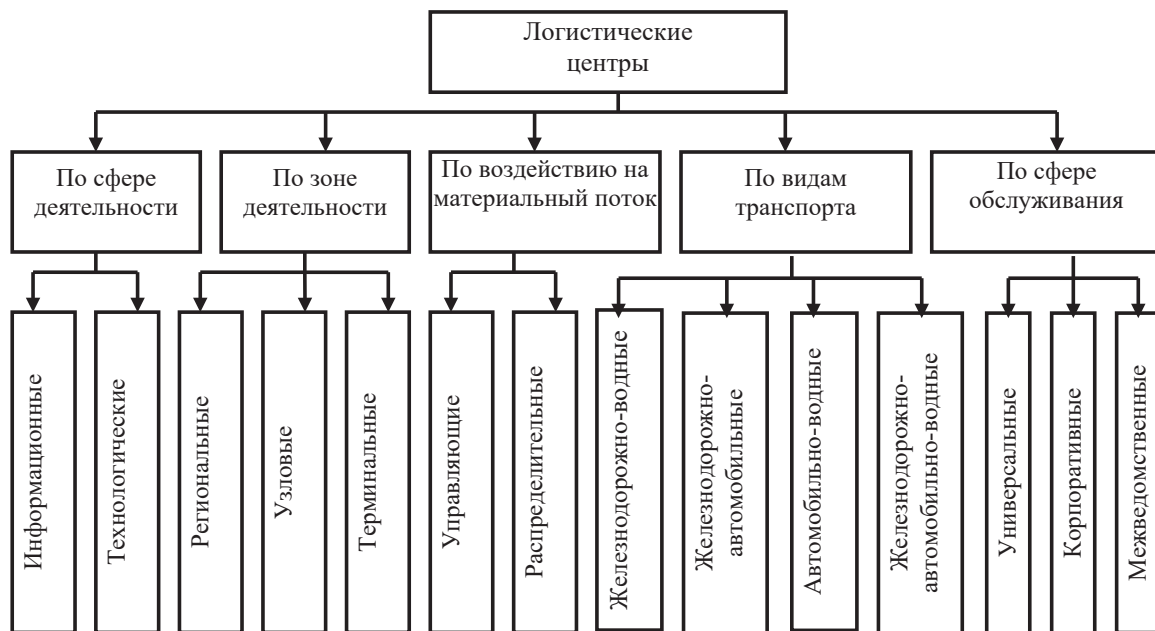 Логистические
центры
По сфере
деятельности
По зоне
деятельности
По воздействию на
материальный поток
По видам
транспорта
По сфере
обслуживания
Информационные
Технологические
Региональные
Узловые
Терминальные
Управляющие
Распределительные
Железнодорожно-водные
Железнодорожно-
автомобильные
Автомобильно-водные
Железнодорожно-
автомобильно-водные
Универсальные
Корпоративные
Межведомственные